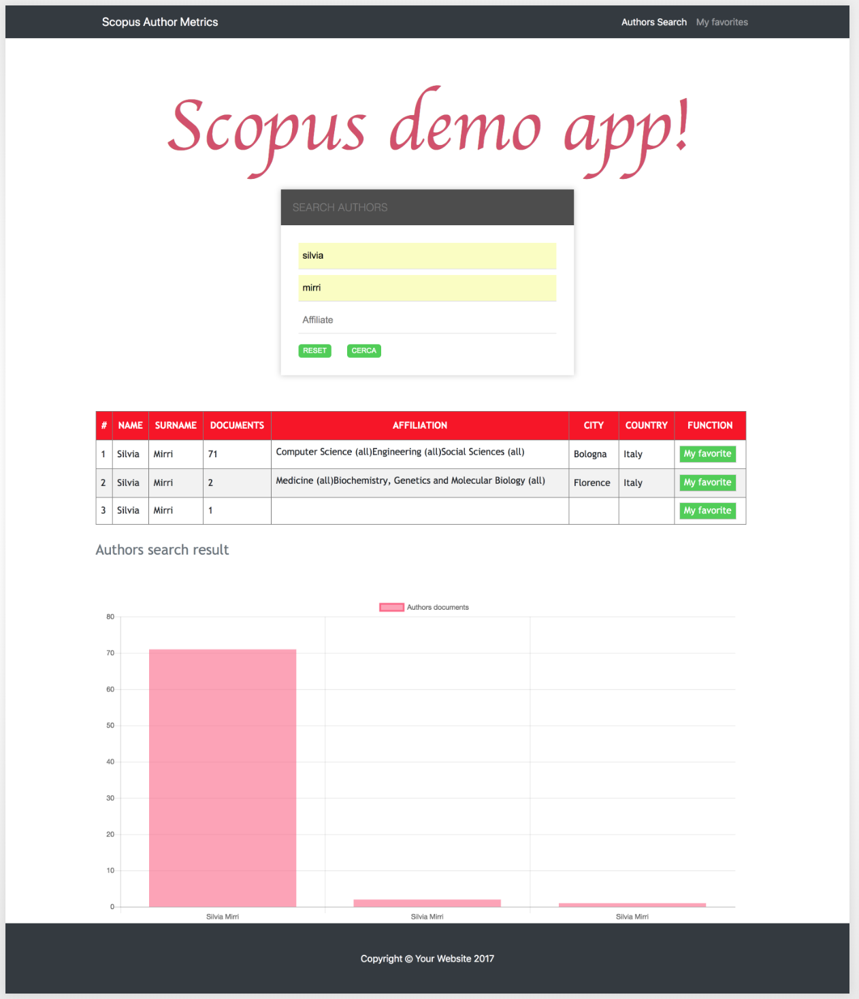 Scopus Author Metrics Authors Search My favorites
Scopus demo app!
SEARCH AUTHORS
silvia
mirri
Affiliate
RESET CERCA
# NAME SURNAME DOCUMENTS AFFILIATION CITY COUNTRY FUNCTION
1 Silvia Mirri 71 Computer Science (all)Engineering (all)Social Sciences (all) Bologna Italy My favorite
2 Silvia Mirri 2 Medicine (all)Biochemistry, Genetics and Molecular Biology (all) Florence Italy My favorite
3 Silvia Mirri 1 My favorite
Authors search result
Authors documents
80
70
60
50
40
30
20
10
0
Silvia Mirri Silvia Mirri Silvia Mirri
Copyright © Your Website 2017